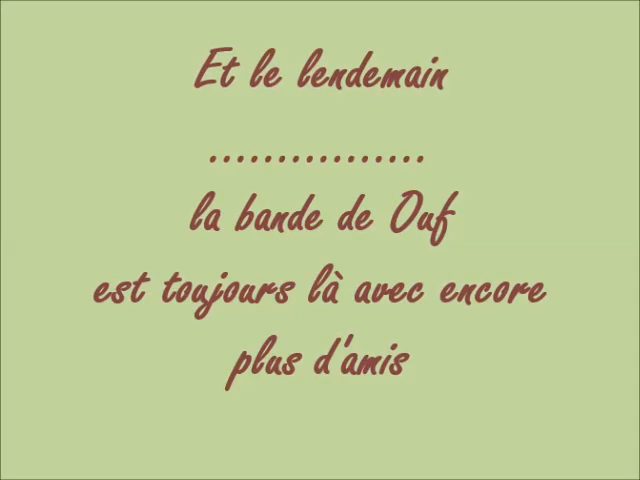 Et le lendemain
................
la bande de Ouf
est toujours là avec encore
plus d'amis